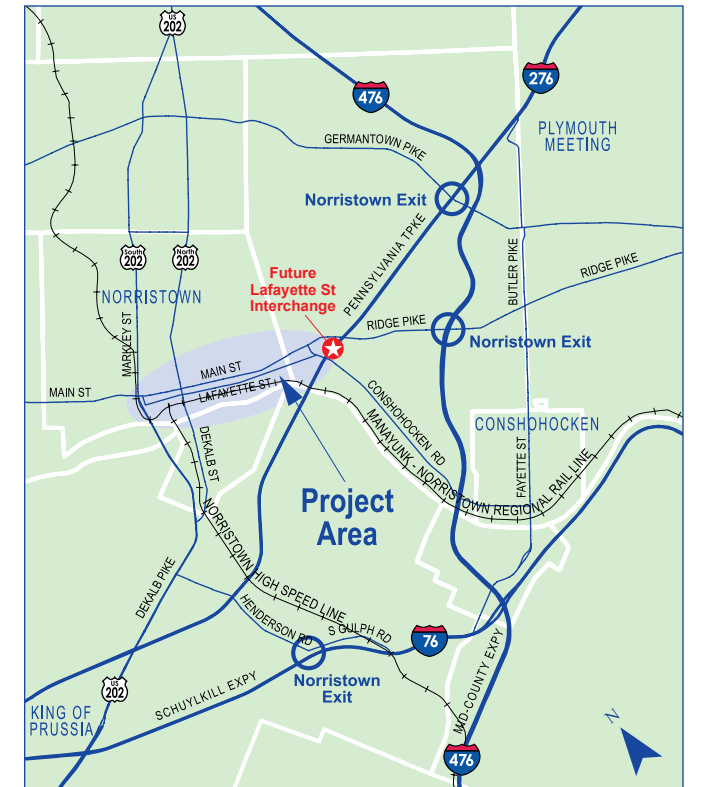 US
202
476
276
PLYMOUTH
MEETING
GERMANTOWN PIKE
Norristown Exit
South
202
North
202
PENNSYLVANIA TPKE
BUTLER PIKE
RIDGE PIKE
Future
Lafayette St
Interchange
NORRISTOWN
MARKLEY ST
RIDGE PIKE
Norristown Exit
MAIN ST
MAIN ST
LAFAYETTE ST
CONSHOHOCKEN RD
CONSHOHOCKEN
DEKALB ST
MANAYUNK - NORRISTOWN REGIONAL RAIL LINE
FAYETTE ST
Project
Area
NORRISTOWN HIGH SPEED LINE
DEKALB PIKE
HENDERSON RD
S GULPH RD
76
Norristown
Exit
US
202
SCHUYLKILL EXPY
MID-COUNTY EXPY
KING OF
PRUSSIA
N
476